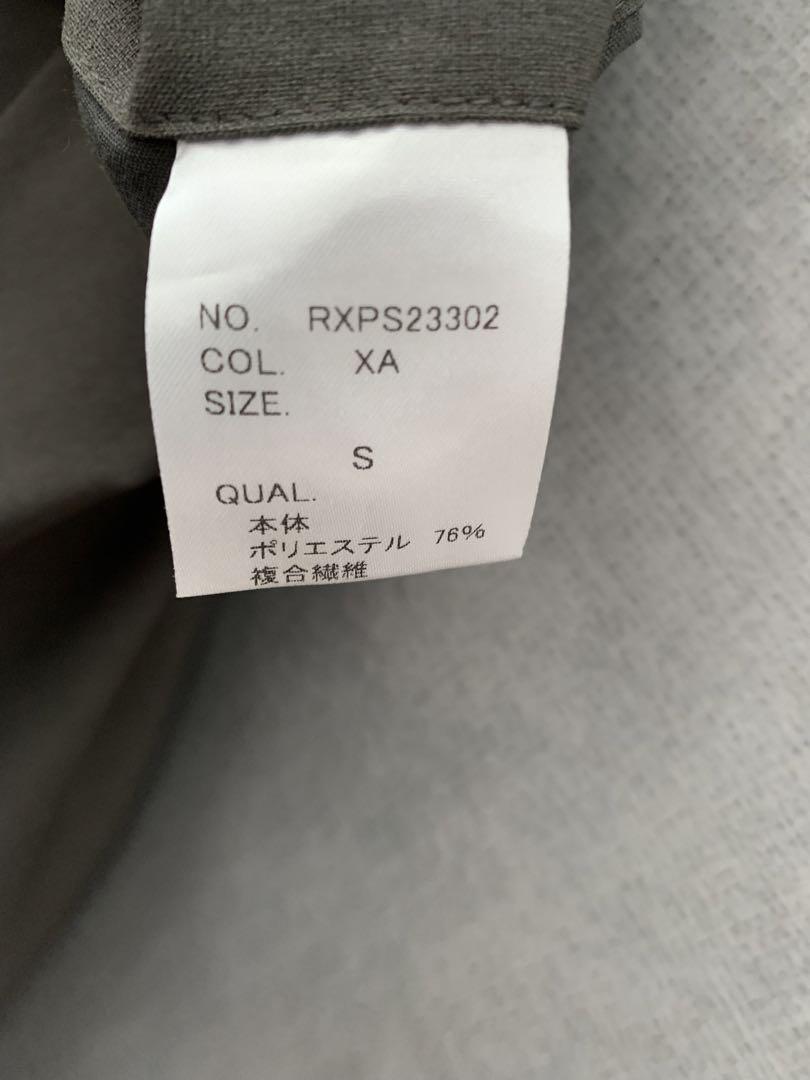 NO. RXPS23302
COL. XA
SIZE.
S
QUAL.
本体
ポリエステル 76%
複合繊維